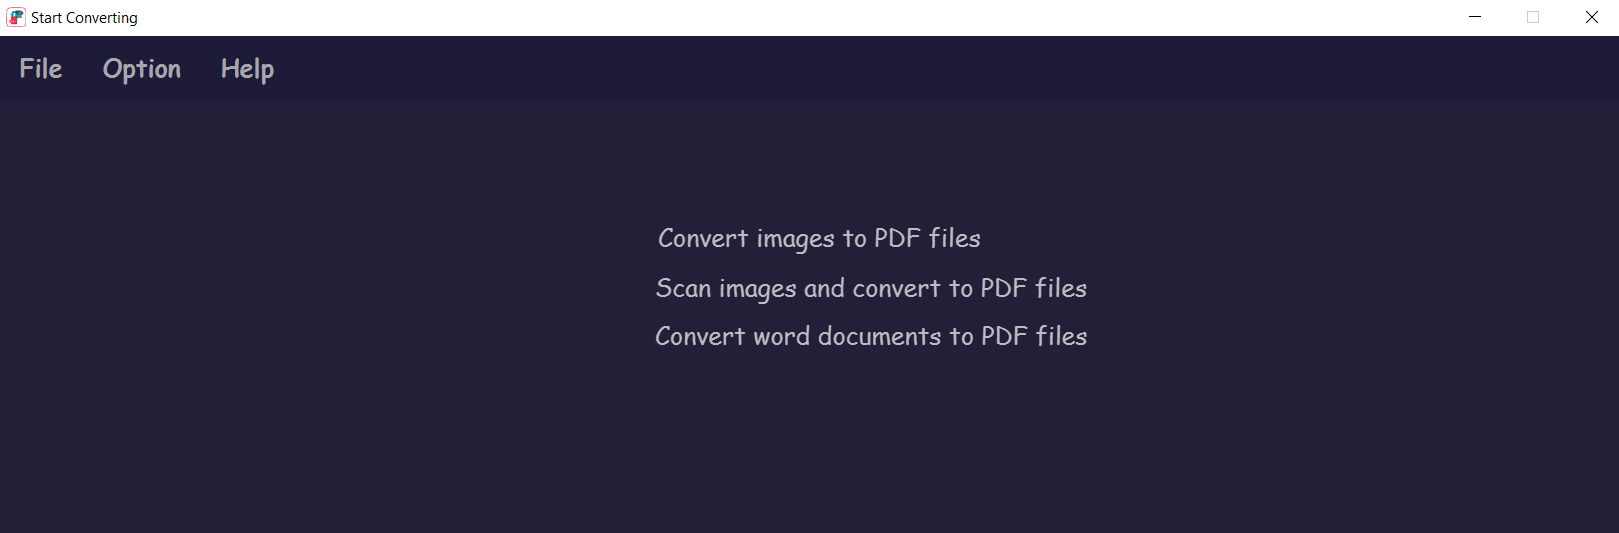 Start Converting
File Option Help
Convert images to PDF files
Scan images and convert to PDF files
Convert word documents to PDF files